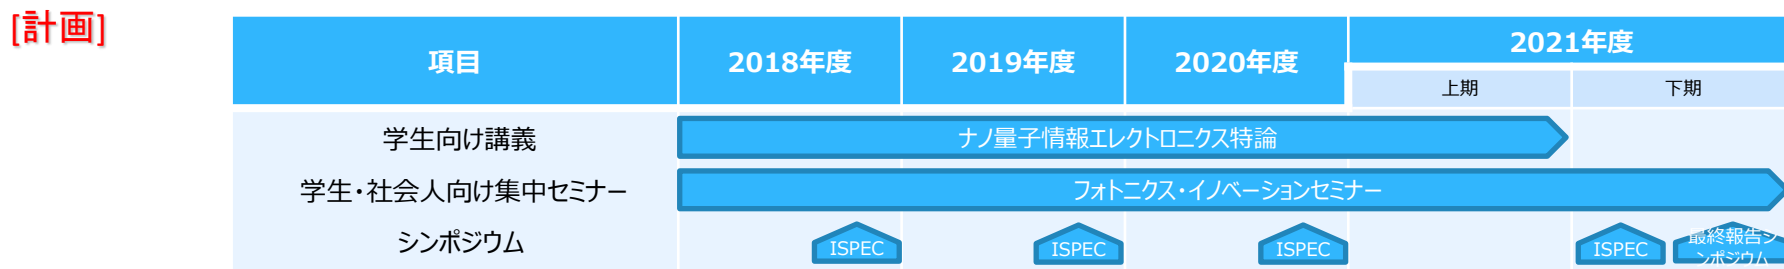 [計画]
項目 2018年度 2019年度 2020年度 2021年度
上期 下期
学生向け講義 ナノ量子情報エレクトロニクス特論
学生・社会人向け集中セミナー フォトニクス・イノベーションセミナー
シンポジウム ISPEC ISPEC ISPEC ISPEC 最終報告シ
ンポジウム